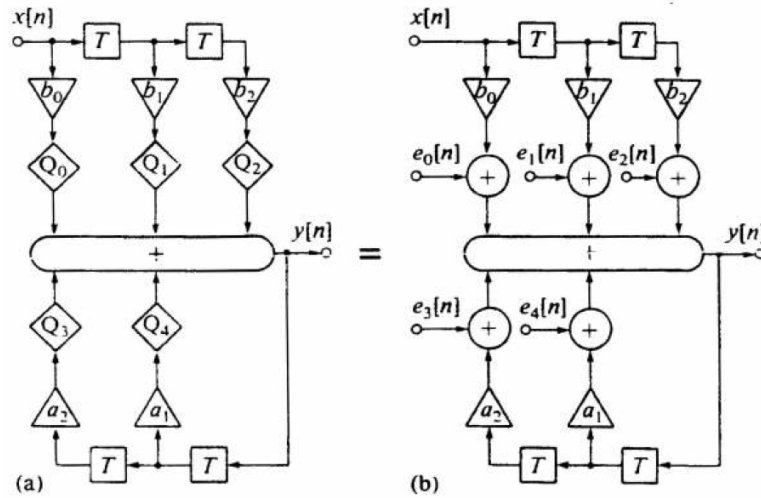 x[n] x[n]
T T T T
b₀ b₁ b₂ b₀ b₁ b₂
Q₀ Q₁ Q₂ e₀[n] + e₁[n] + e₂[n] +
+ y[n] = + y[n]
Q₃ Q₄ e₃[n] + e₄[n] +
a₂ a₁ a₂ a₁
(a) T T (b) T T